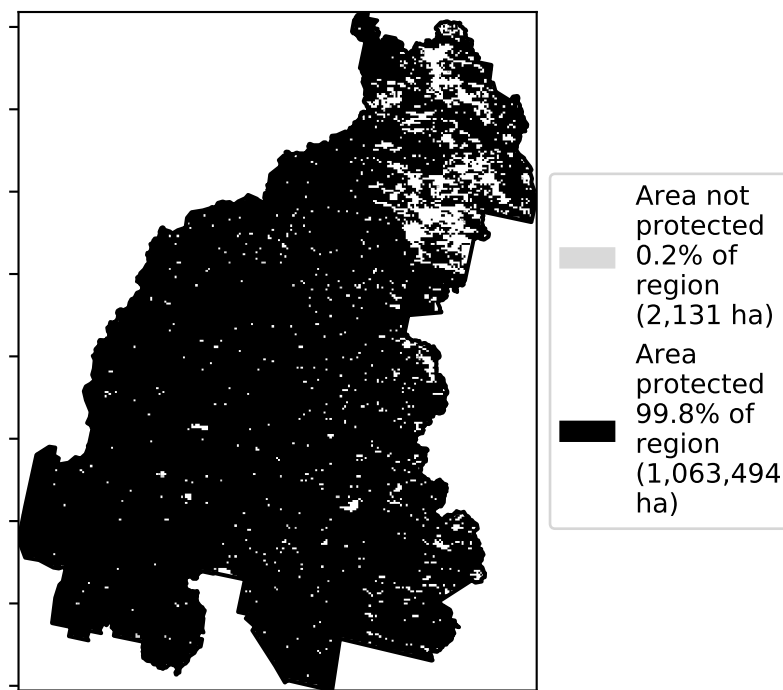 Area not
protected
0.2% of
region
(2,131 ha)
Area
protected
99.8% of
region
(1,063,494
ha)